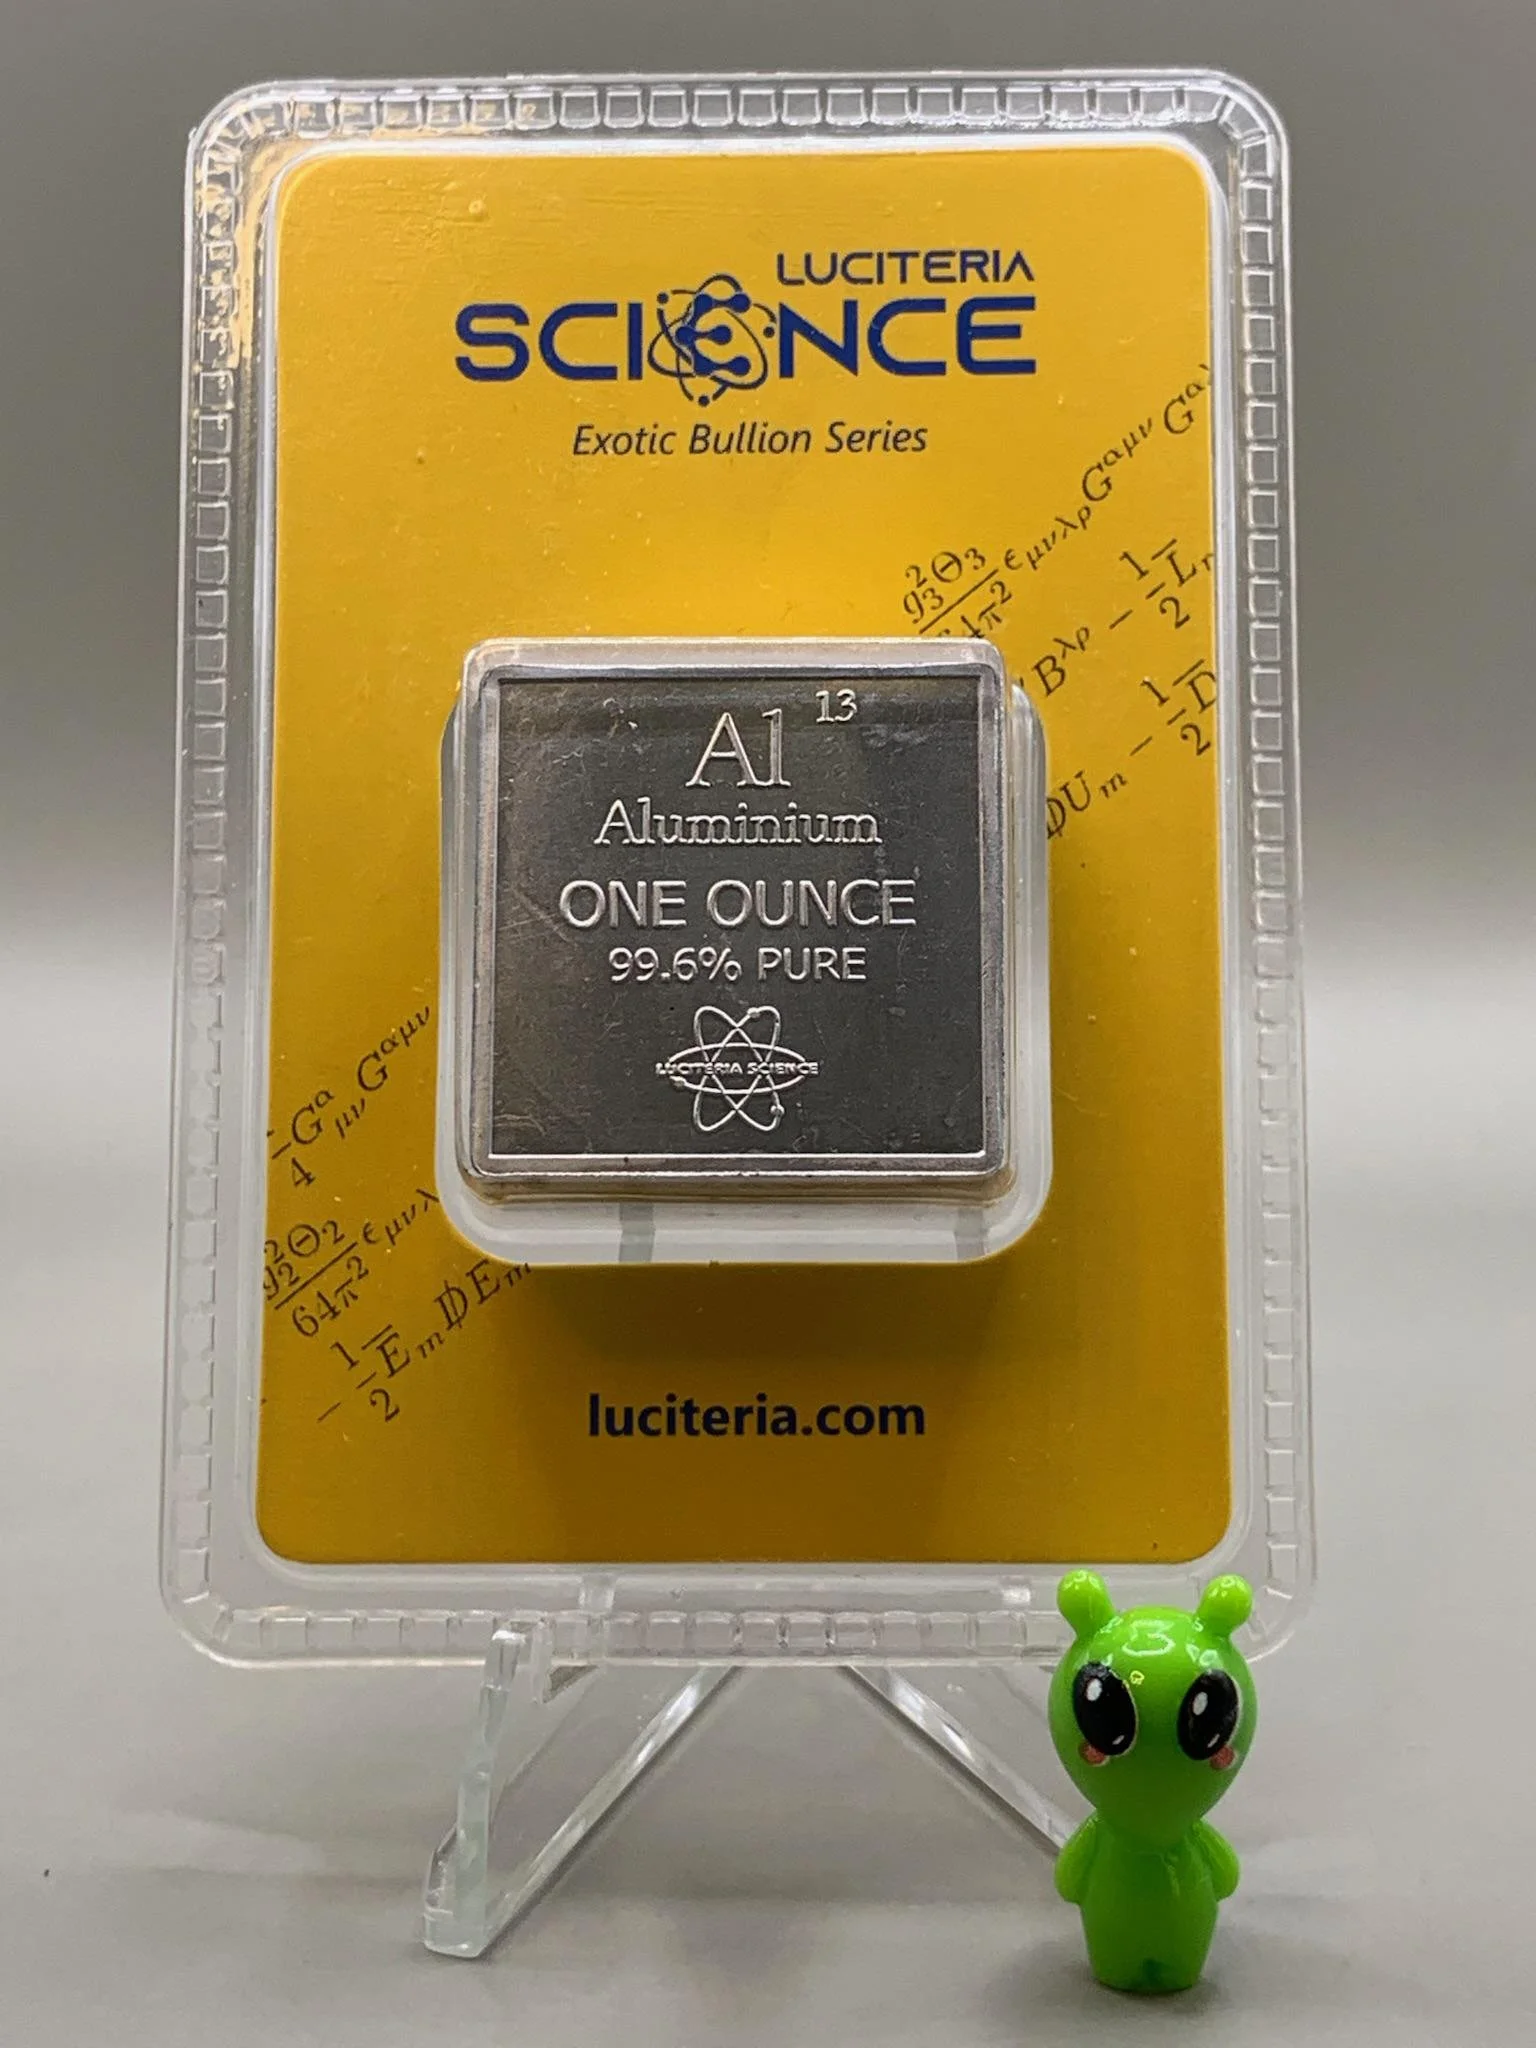 LUCITERIA
SCIENCE
Exotic Bullion Series
13
Al
Aluminium
ONE OUNCE
99.6% PURE
LUCITERIA SCIENCE
luciteria.com